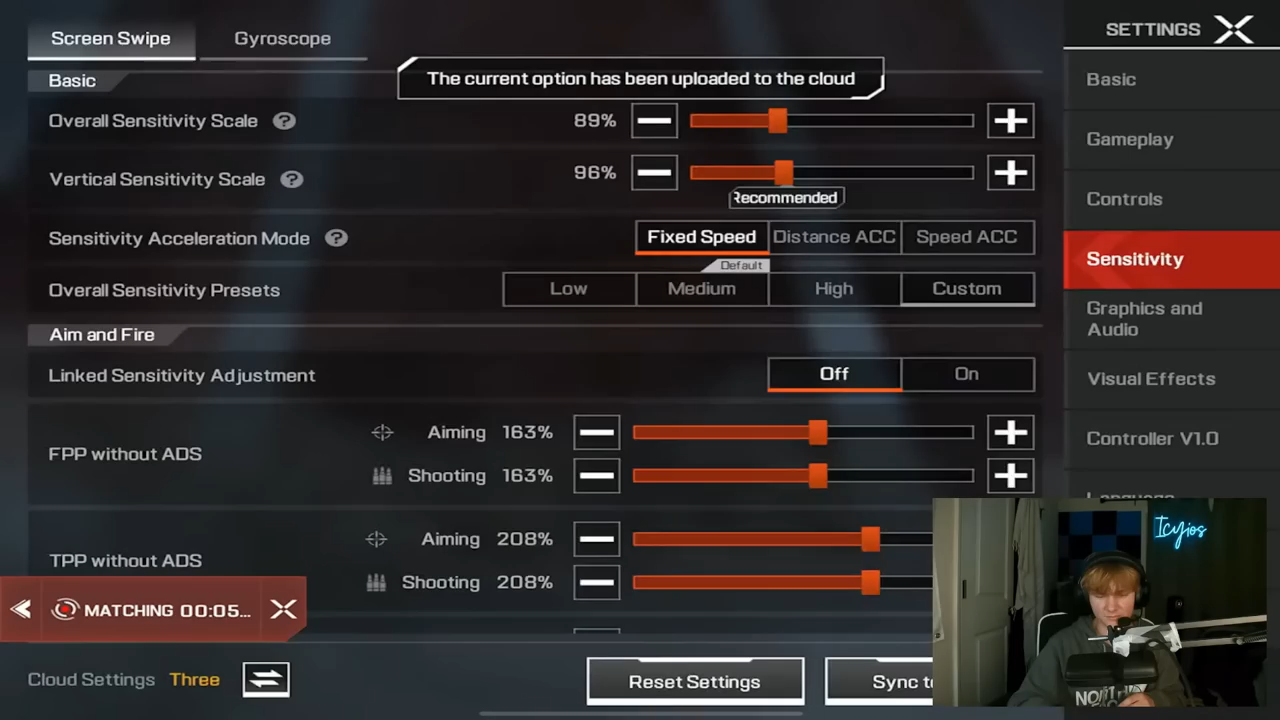 Screen Swipe
Gyroscope
SETTINGS
The current option has been uploaded to the cloud
Basic
Overall Sensitivity Scale ?
89%
Vertical Sensitivity Scale ?
96%
Recommended
Sensitivity Acceleration Mode ?
Fixed Speed
Distance ACC
Speed ACC
Default
Overall Sensitivity Presets
Low
Medium
High
Custom
Aim and Fire
Linked Sensitivity Adjustment
Off
On
FPP without ADS
Aiming 163%
Shooting 163%
TPP without ADS
Aiming 208%
Shooting 208%
MATCHING 00:05...
Cloud Settings Three
Reset Settings
Sync to
Basic
Gameplay
Controls
Sensitivity
Graphics and
Audio
Visual Effects
Controller V1.0
Language
Icyios